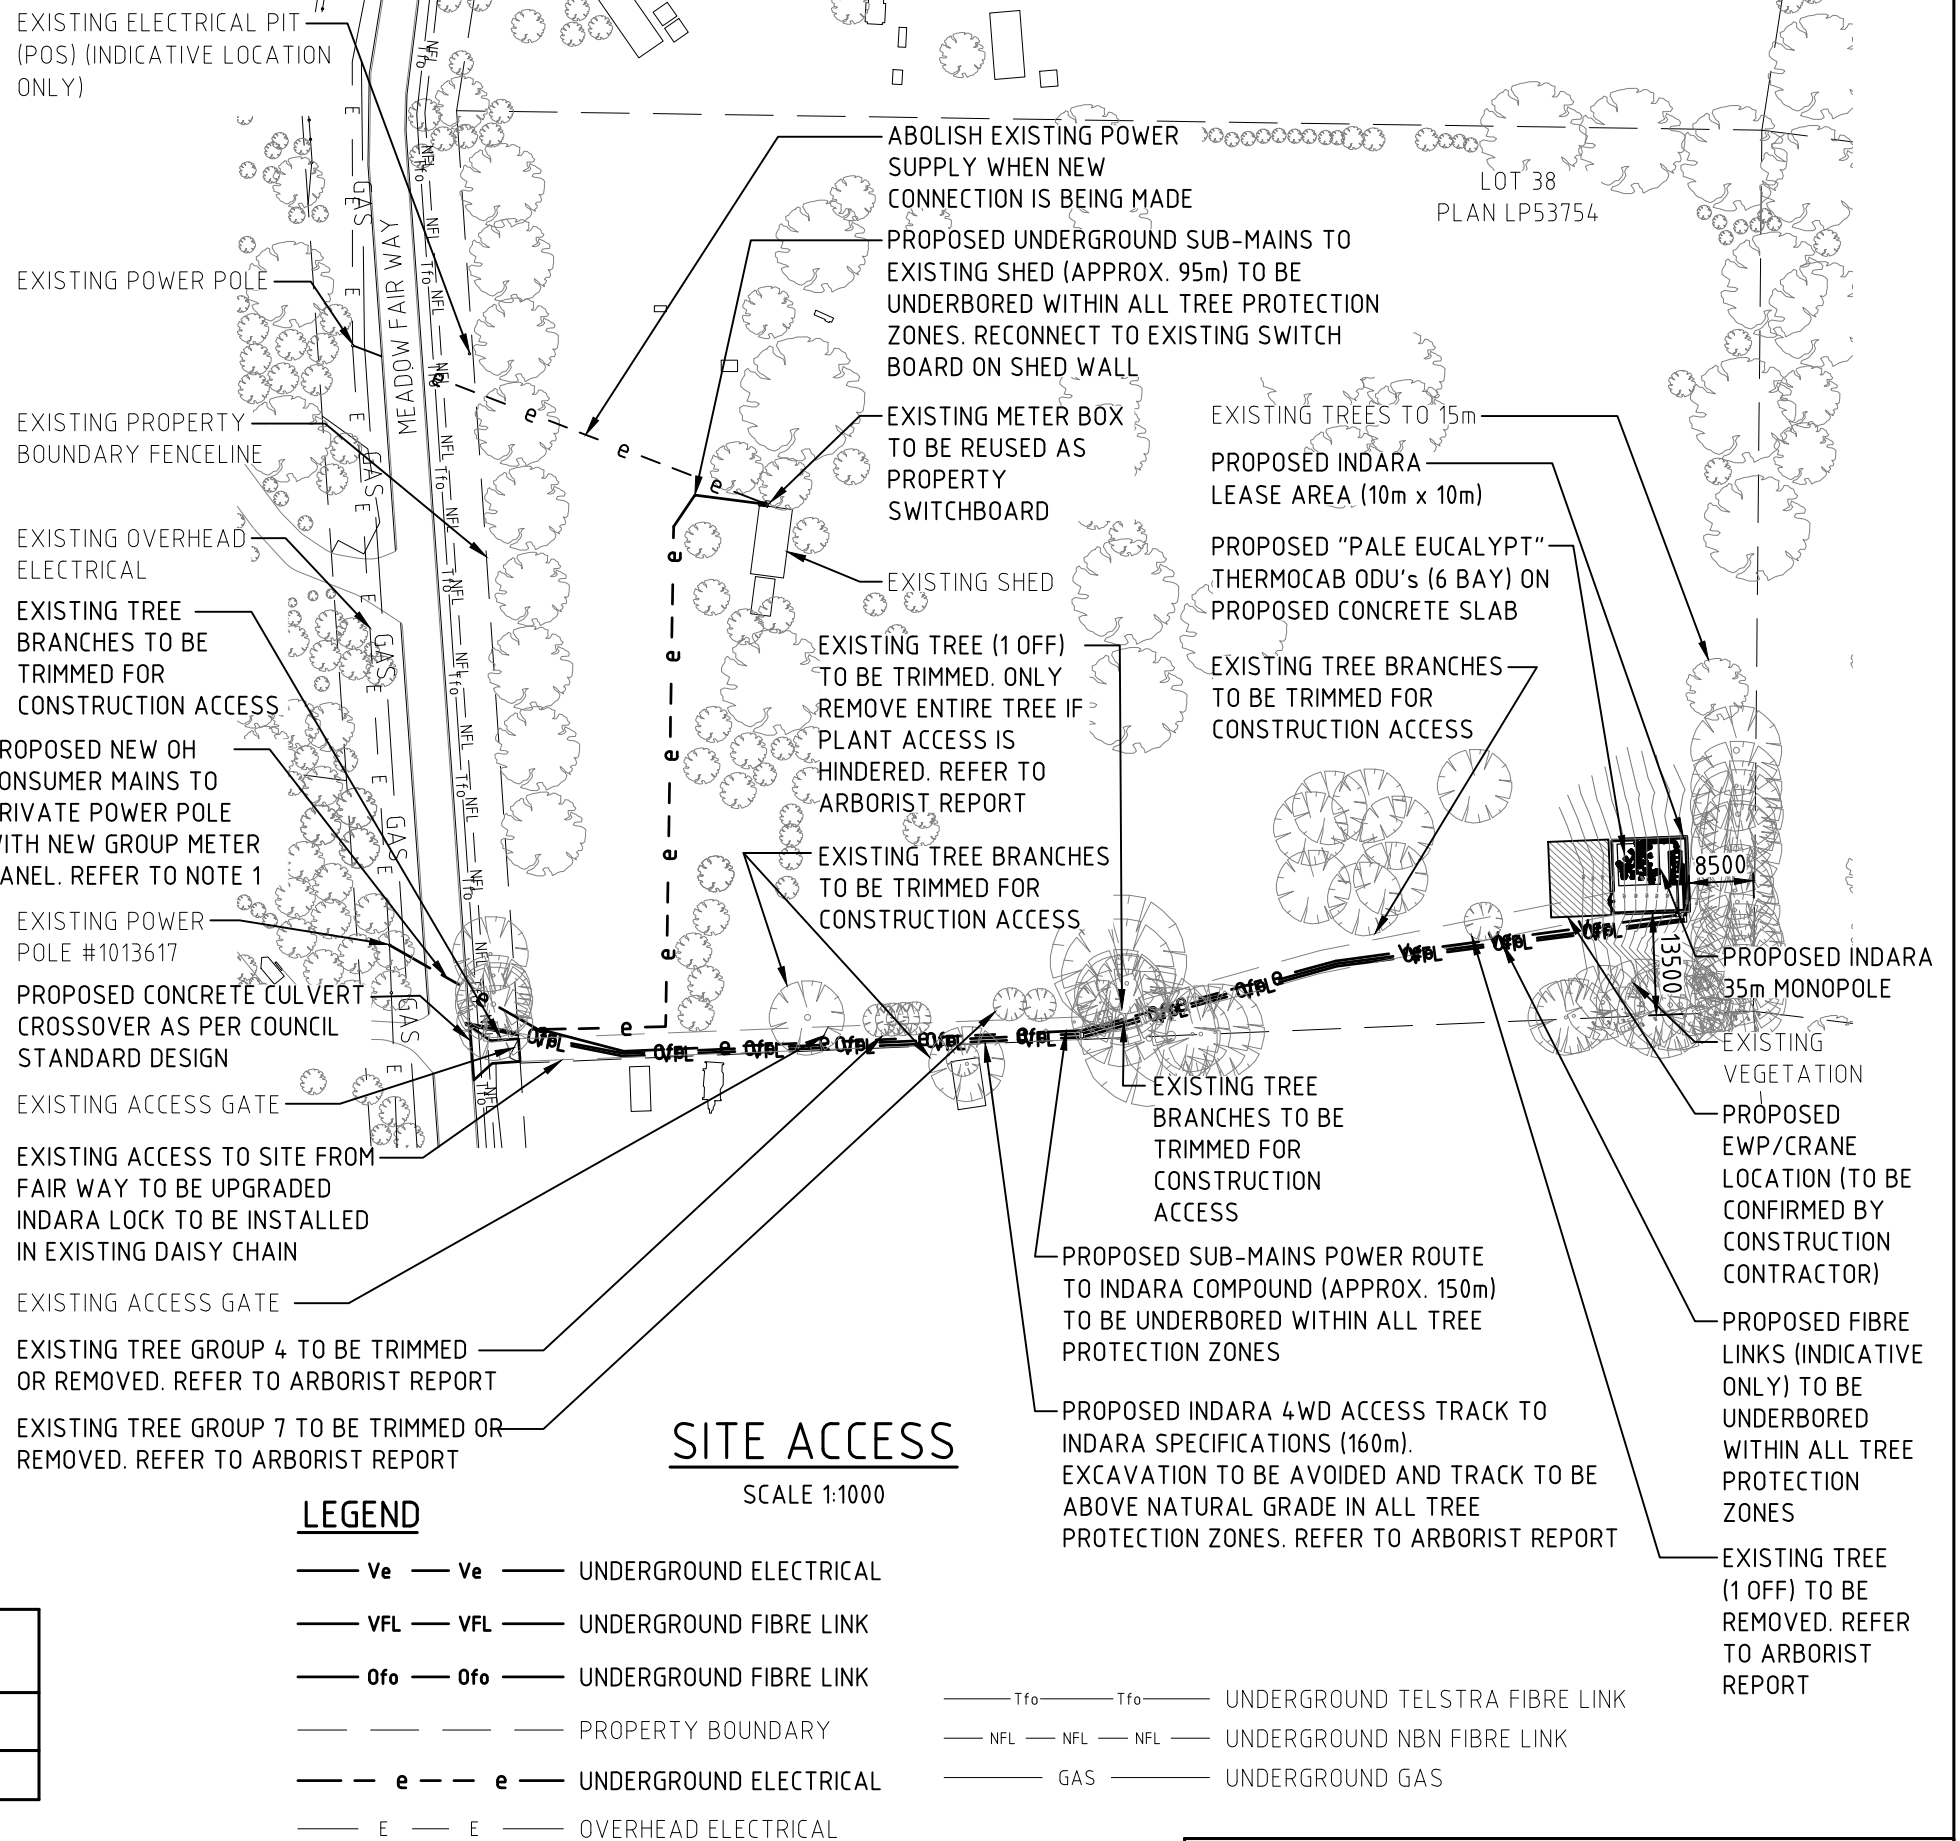 EXISTING ELECTRICAL PIT
(POS) (INDICATIVE LOCATION
ONLY)
EXISTING POWER POLE
EXISTING PROPERTY
BOUNDARY FENCELINE
EXISTING OVERHEAD
ELECTRICAL
EXISTING TREE
BRANCHES TO BE
TRIMMED FOR
CONSTRUCTION ACCESS
ROPOSED NEW OH
ONSUMER MAINS TO
RIVATE POWER POLE
ITH NEW GROUP METER
ANEL. REFER TO NOTE 1
EXISTING POWER
POLE #1013617
PROPOSED CONCRETE CULVERT
CROSSOVER AS PER COUNCIL
STANDARD DESIGN
EXISTING ACCESS GATE
EXISTING ACCESS TO SITE FROM
FAIR WAY TO BE UPGRADED
INDARA LOCK TO BE INSTALLED
IN EXISTING DAISY CHAIN
EXISTING ACCESS GATE
EXISTING TREE GROUP 4 TO BE TRIMMED
OR REMOVED. REFER TO ARBORIST REPORT
EXISTING TREE GROUP 7 TO BE TRIMMED OR
REMOVED. REFER TO ARBORIST REPORT
MEADOW FAIR WAY
ABOLISH EXISTING POWER
SUPPLY WHEN NEW
CONNECTION IS BEING MADE
PROPOSED UNDERGROUND SUB-MAINS TO
EXISTING SHED (APPROX. 95m) TO BE
UNDERBORED WITHIN ALL TREE PROTECTION
ZONES. RECONNECT TO EXISTING SWITCH
BOARD ON SHED WALL
EXISTING METER BOX
TO BE REUSED AS
PROPERTY
SWITCHBOARD
EXISTING SHED
EXISTING TREE (1 OFF)
TO BE TRIMMED. ONLY
REMOVE ENTIRE TREE IF
PLANT ACCESS IS
HINDERED. REFER TO
ARBORIST REPORT
EXISTING TREE BRANCHES
TO BE TRIMMED FOR
CONSTRUCTION ACCESS
LOT 38
PLAN LP53754
EXISTING TREES TO 15m
PROPOSED INDARA
LEASE AREA (10m x 10m)
PROPOSED "PALE EUCALYPT"
THERMOCAB ODU's (6 BAY) ON
PROPOSED CONCRETE SLAB
EXISTING TREE BRANCHES
TO BE TRIMMED FOR
CONSTRUCTION ACCESS
8500
13500
PROPOSED INDARA
35m MONOPOLE
EXISTING
VEGETATION
PROPOSED
EWP/CRANE
LOCATION (TO BE
CONFIRMED BY
CONSTRUCTION
CONTRACTOR)
PROPOSED FIBRE
LINKS (INDICATIVE
ONLY) TO BE
UNDERBORED
WITHIN ALL TREE
PROTECTION
ZONES
EXISTING TREE
(1 OFF) TO BE
REMOVED. REFER
TO ARBORIST
REPORT
EXISTING TREE
BRANCHES TO BE
TRIMMED FOR
CONSTRUCTION
ACCESS
PROPOSED SUB-MAINS POWER ROUTE
TO INDARA COMPOUND (APPROX. 150m)
TO BE UNDERBORED WITHIN ALL TREE
PROTECTION ZONES
PROPOSED INDARA 4WD ACCESS TRACK TO
INDARA SPECIFICATIONS (160m).
EXCAVATION TO BE AVOIDED AND TRACK TO BE
ABOVE NATURAL GRADE IN ALL TREE
PROTECTION ZONES. REFER TO ARBORIST REPORT
SITE ACCESS
SCALE 1:1000
LEGEND
Ve Ve UNDERGROUND ELECTRICAL
VFL VFL UNDERGROUND FIBRE LINK
Ofo Ofo UNDERGROUND FIBRE LINK
PROPERTY BOUNDARY
e e UNDERGROUND ELECTRICAL
E E OVERHEAD ELECTRICAL
Tfo Tfo UNDERGROUND TELSTRA FIBRE LINK
NFL NFL NFL UNDERGROUND NBN FIBRE LINK
GAS UNDERGROUND GAS